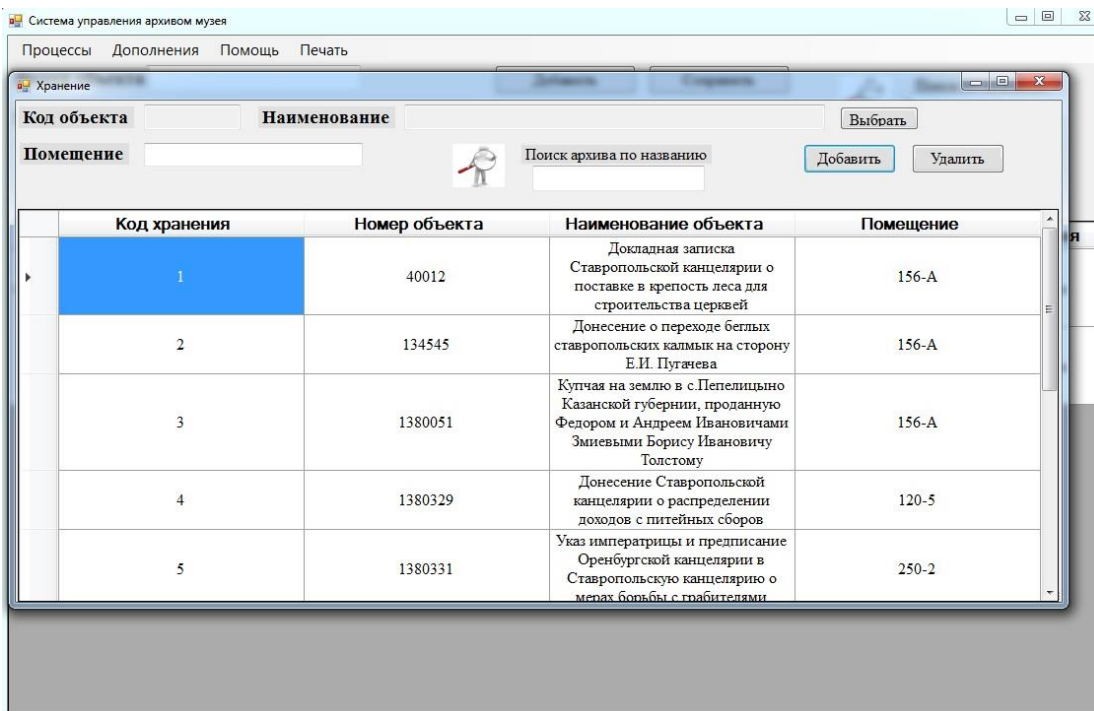 Система управления архивом музея
Процессы Дополнения Помощь Печать
Хранение
Код объекта Наименование Выбрать
Помещение Поиск архива по названию Добавить Удалить
Код хранения Номер объекта Наименование объекта Помещение
1 40012 Докладная записка
Ставропольской канцелярии о
поставке в крепость леса для
строительства церквей 156-А
2 134545 Донесение о переходе беглых
ставропольских калмык на сторону
Е.И. Пугачева 156-А
3 1380051 Купчая на землю в с.Пепелицыно
Казанской губернии, проданную
Федором и Андреем Ивановичами
Змиевыми Борису Ивановичу
Толстому 156-А
4 1380329 Донесение Ставропольской
канцелярии о распределении
доходов с питейных сборов 120-5
5 1380331 Указ императрицы и предписание
Оренбургской канцелярии в
Ставропольскую канцелярию о
мерах борьбы с грабителями 250-2